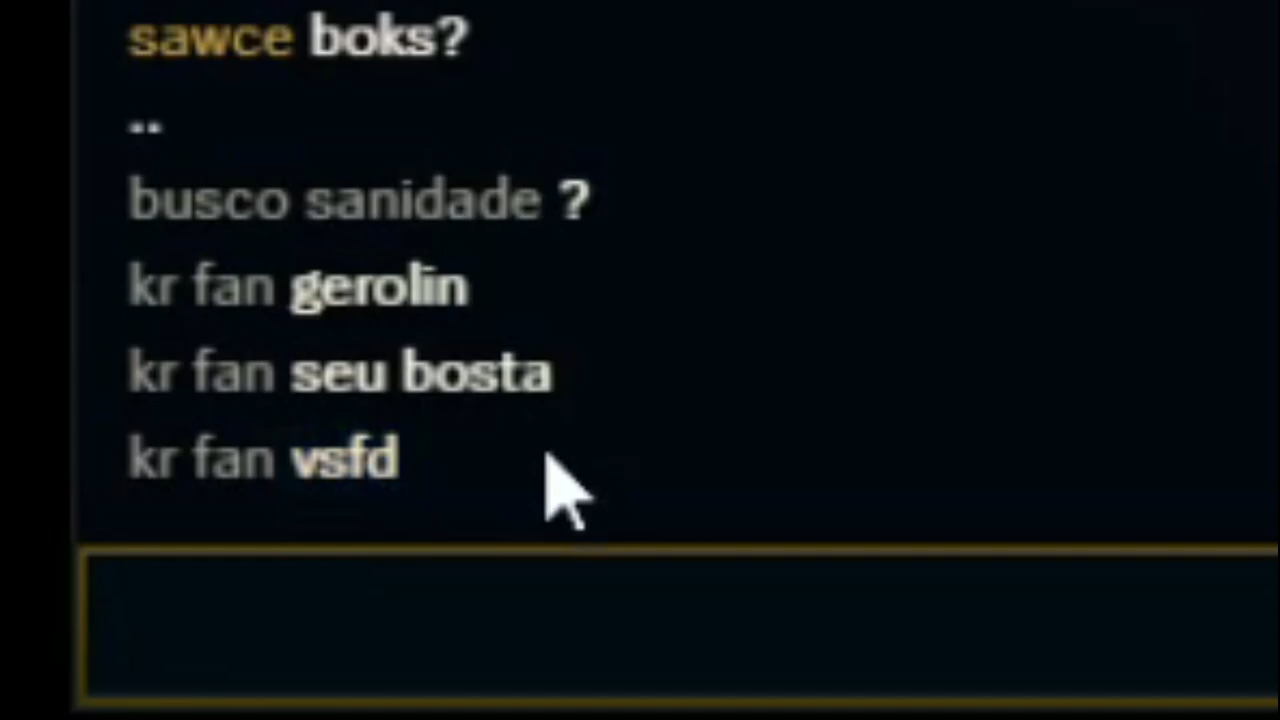 sawce boks?
..
busco sanidade ?
kr fan gerolin
kr fan seu bosta
kr fan vsfd